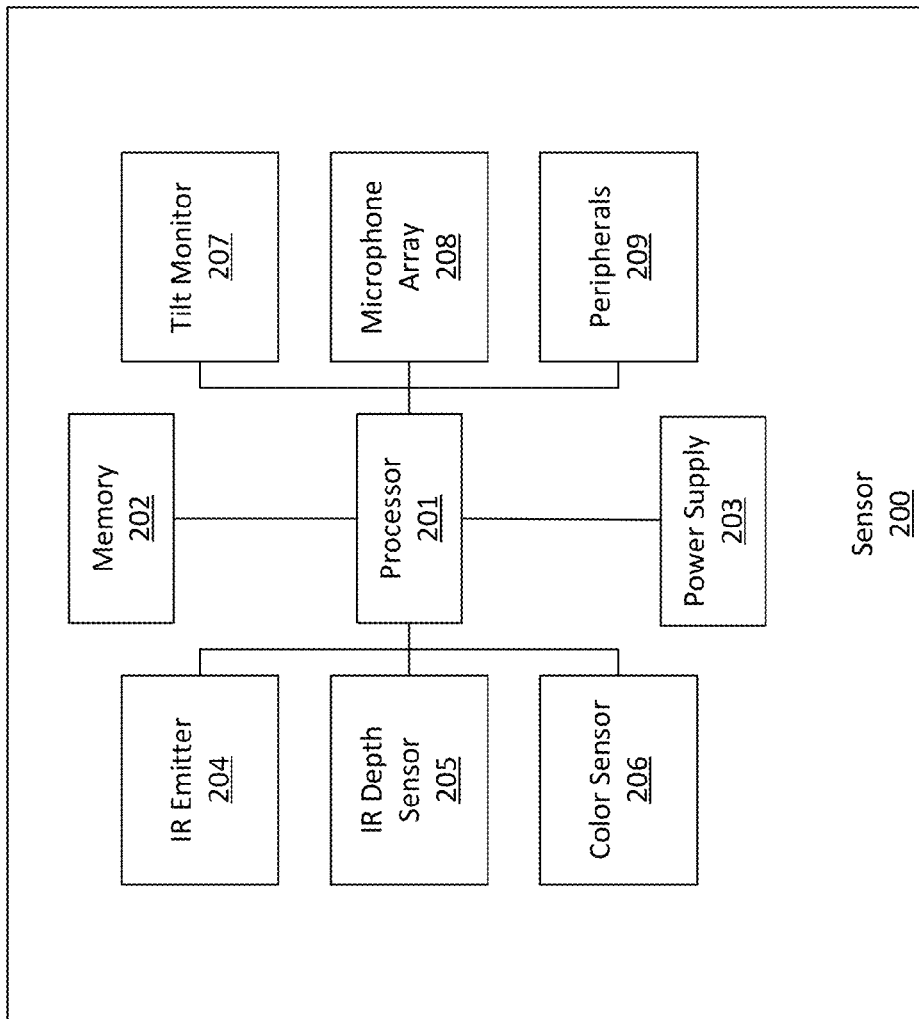 Memory
202
IR Emitter
204
Tilt Monitor
207
IR Depth
Sensor
205
Processor
201
Microphone
Array
208
Color Sensor
206
Peripherals
209
Power Supply
203
Sensor
200